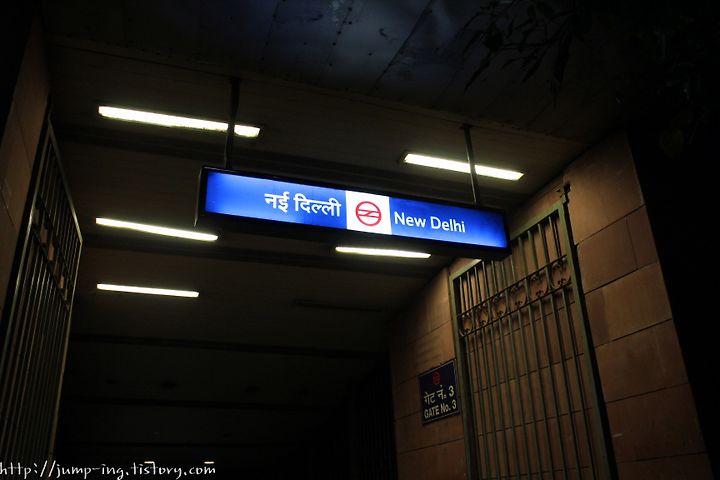 नई दिल्ली New Delhi
गेट नं. 3
GATE No. 3
http://jump-ing.tistory.com/